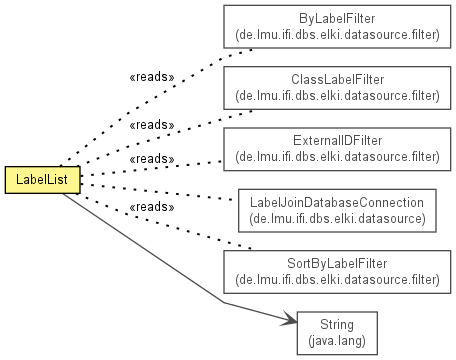 ByLabelFilter
(de.lmu.ifi.dbs.elki.datasource.filter)
«reads»
ClassLabelFilter
(de.lmu.ifi.dbs.elki.datasource.filter)
«reads»
ExternalIDFilter
(de.lmu.ifi.dbs.elki.datasource.filter)
«reads»
LabelList
LabelJoinDatabaseConnection
(de.lmu.ifi.dbs.elki.datasource)
«reads»
SortByLabelFilter
(de.lmu.ifi.dbs.elki.datasource.filter)
String
(java.lang)